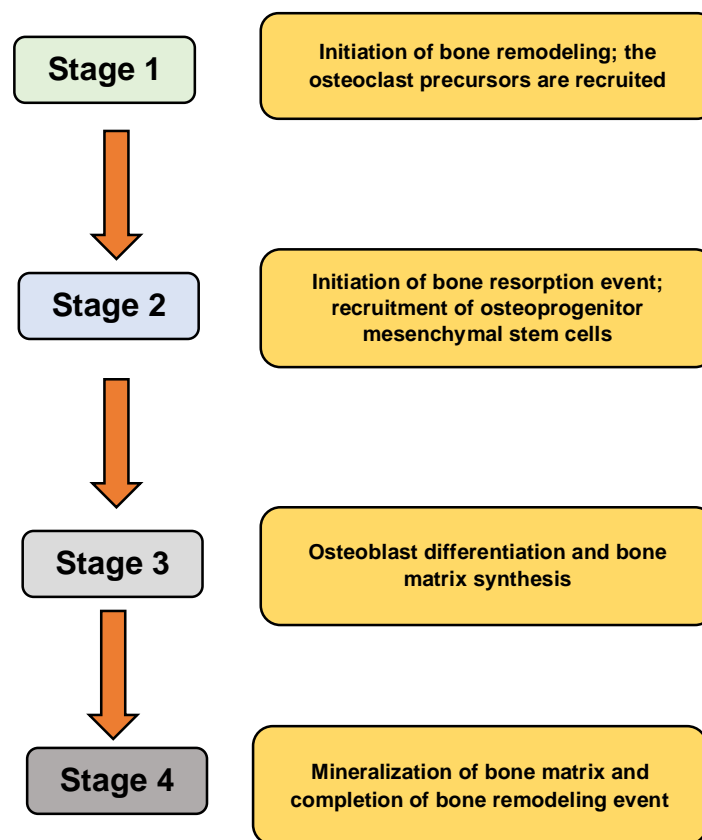 Stage 1
Initiation of bone remodeling; the
osteoclast precursors are recruited
Stage 2
Initiation of bone resorption event;
recruitment of osteoprogenitor
mesenchymal stem cells
Stage 3
Osteoblast differentiation and bone
matrix synthesis
Stage 4
Mineralization of bone matrix and
completion of bone remodeling event